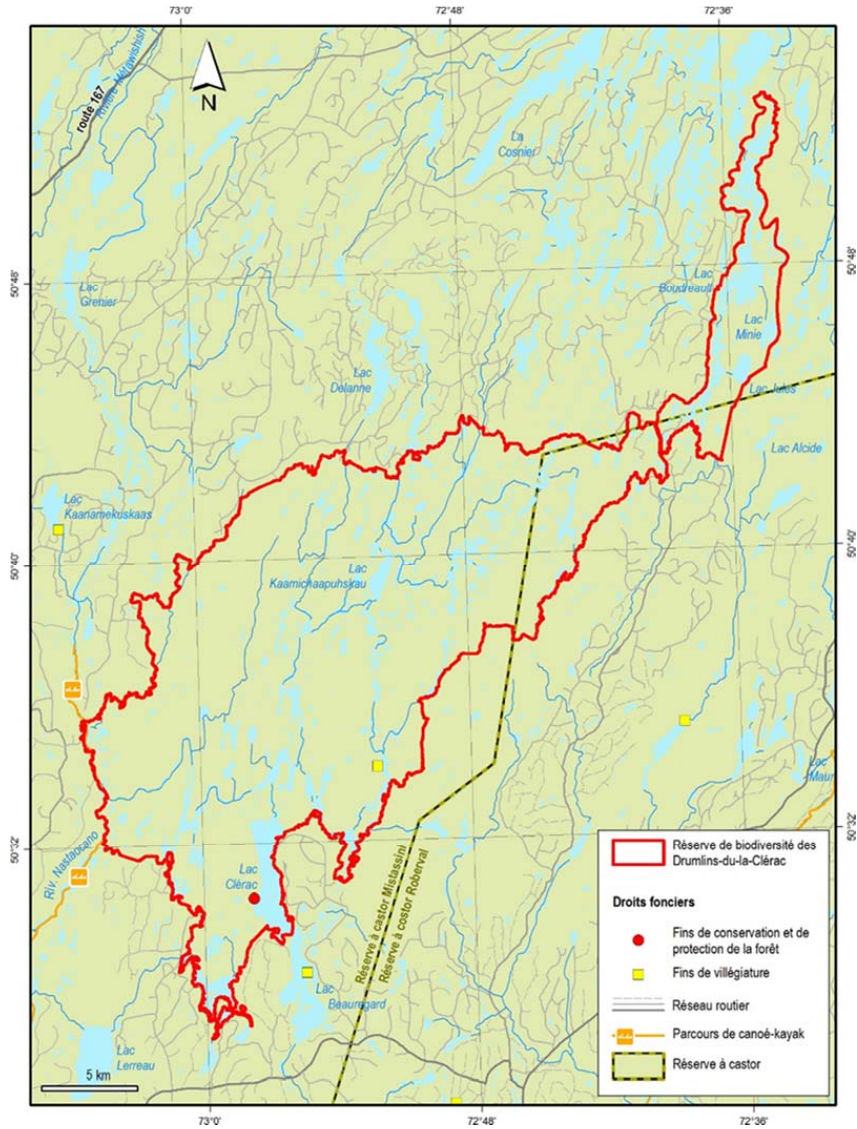 73°0'
72°48'
72°36'
route 167
N
La
Cosnier
50°48'
50°48'
Lac
Grenier
Lac
Boudreault
Lac
Minie
Lac
Delanne
Lac Jules
Lac Alcide
Lac
Kaanamekuskaas
50°40'
50°40'
Lac
Kaamichaapuhskau
Lac
Maur
50°32'
50°32'
Riv. Nastaocano
Lac
Clérac
Réserve à castor Mistassini
Réserve à castor Roberval
Lac
Beauregard
Lac
Lerreau
5 km
Réserve de biodiversité des
Drumlins-du-la-Clérac
Droits fonciers
Fins de conservation et de
protection de la forêt
Fins de villégiature
Réseau routier
Parcours de canoé-kayak
Réserve à castor
73°0'
72°48'
72°36'